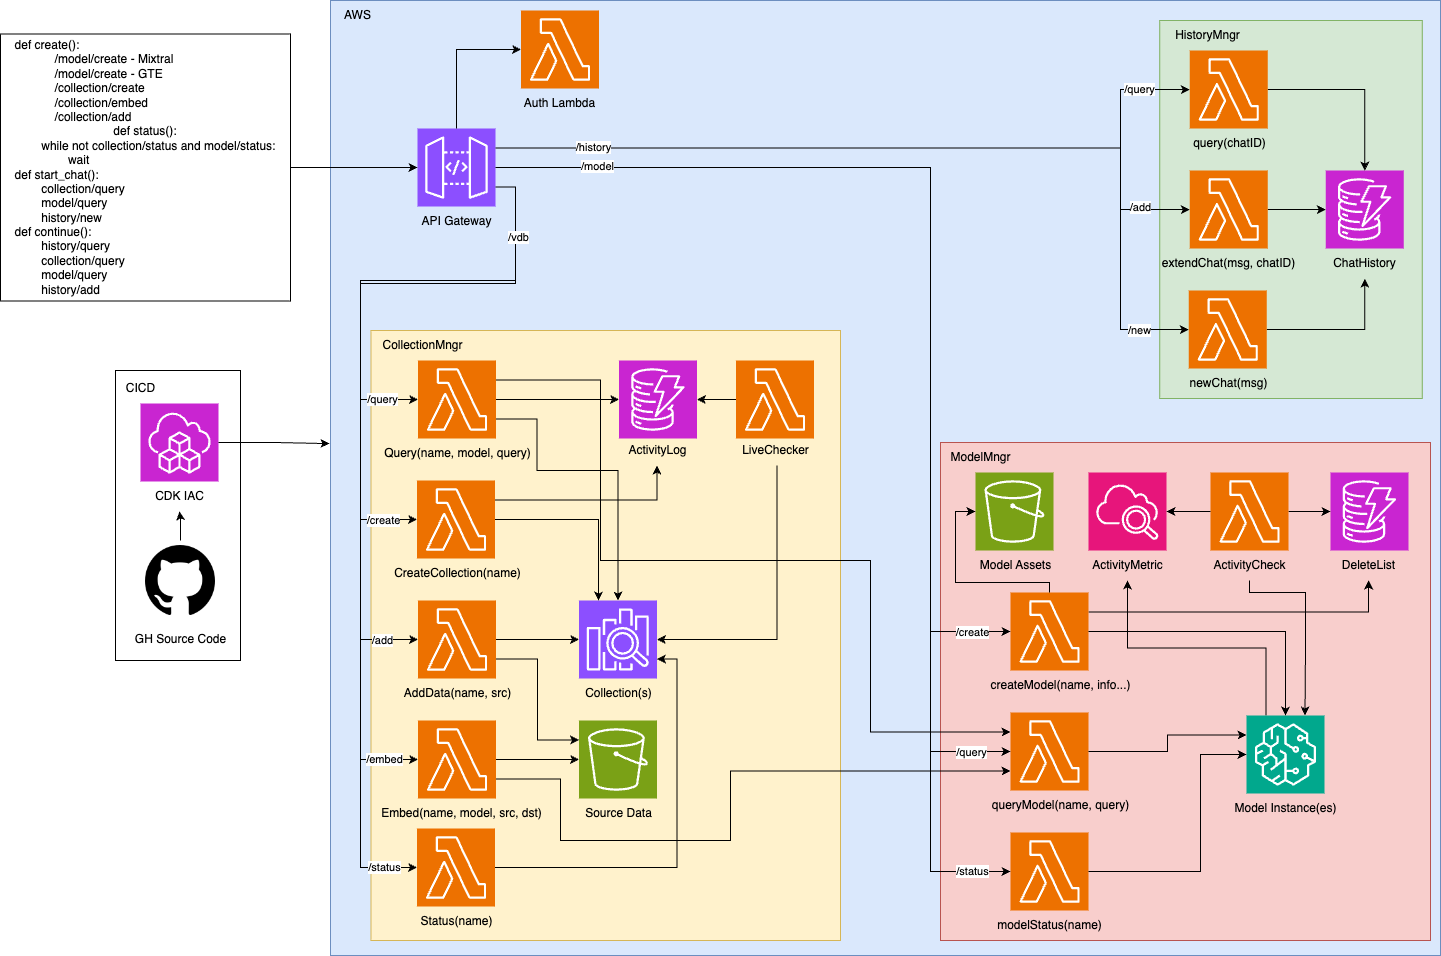 AWS
def create():
/model/create - Mixtral
/model/create - GTE
/collection/create
/collection/embed
/collection/add
def status():
while not collection/status and model/status:
wait
def start_chat():
collection/query
model/query
history/new
def continue():
history/query
collection/query
model/query
history/add
Auth Lambda
API Gateway
/history
/model
/vdb
HistoryMngr
/query
query(chatID)
/add
extendChat(msg, chatID)
ChatHistory
/new
newChat(msg)
CICD
CDK IAC
GH Source Code
CollectionMngr
/query
Query(name, model, query)
ActivityLog
LiveChecker
/create
CreateCollection(name)
/add
AddData(name, src)
Collection(s)
/embed
Embed(name, model, src, dst)
Source Data
/status
Status(name)
ModelMngr
Model Assets
ActivityMetric
ActivityCheck
DeleteList
/create
createModel(name, info...)
/query
queryModel(name, query)
Model Instance(es)
/status
modelStatus(name)